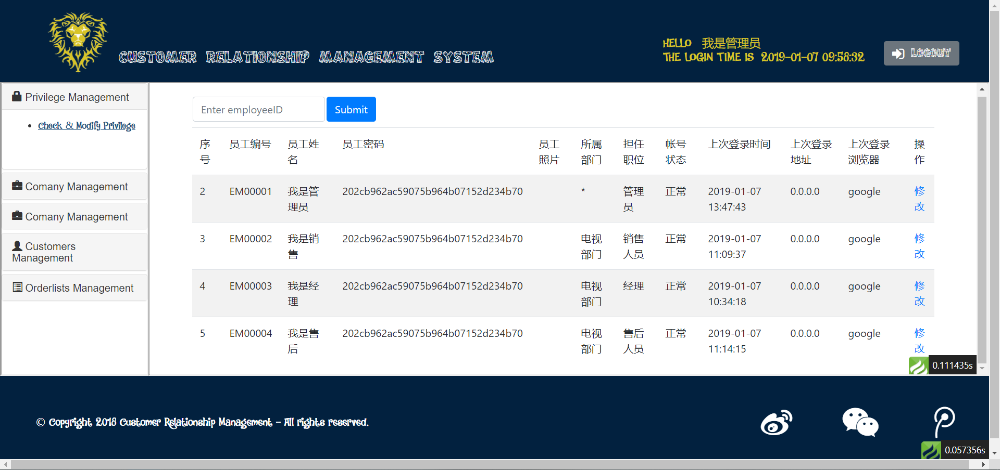 CUSTOMER RELATIONSHIP MANAGEMENT SYSTEM
HELLO 我是管理员
THE LOGIN TIME IS 2019-01-07 09:58:32
LOGOUT
Privilege Management
Check & Modify Privilege
Comany Management
Comany Management
Customers
Management
Orderlists Management
Enter employeeID
Submit
序号 员工编号 员工姓名 员工密码 员工照片 所属部门 担任职位 帐号状态 上次登录时间 上次登录地址 上次登录浏览器 操作
2 EM00001 我是管理员 202cb962ac59075b964b07152d234b70 * 管理员 正常 2019-01-07 13:47:43 0.0.0.0 google 修改
3 EM00002 我是销售 202cb962ac59075b964b07152d234b70 电视部门 销售人员 正常 2019-01-07 11:09:37 0.0.0.0 google 修改
4 EM00003 我是经理 202cb962ac59075b964b07152d234b70 电视部门 经理 正常 2019-01-07 10:34:18 0.0.0.0 google 修改
5 EM00004 我是售后 202cb962ac59075b964b07152d234b70 电视部门 售后人员 正常 2019-01-07 11:14:15 0.0.0.0 google 修改
0.111435s
© Copyright 2018 Customer Relationship Management - All rights reserved.
0.057356s